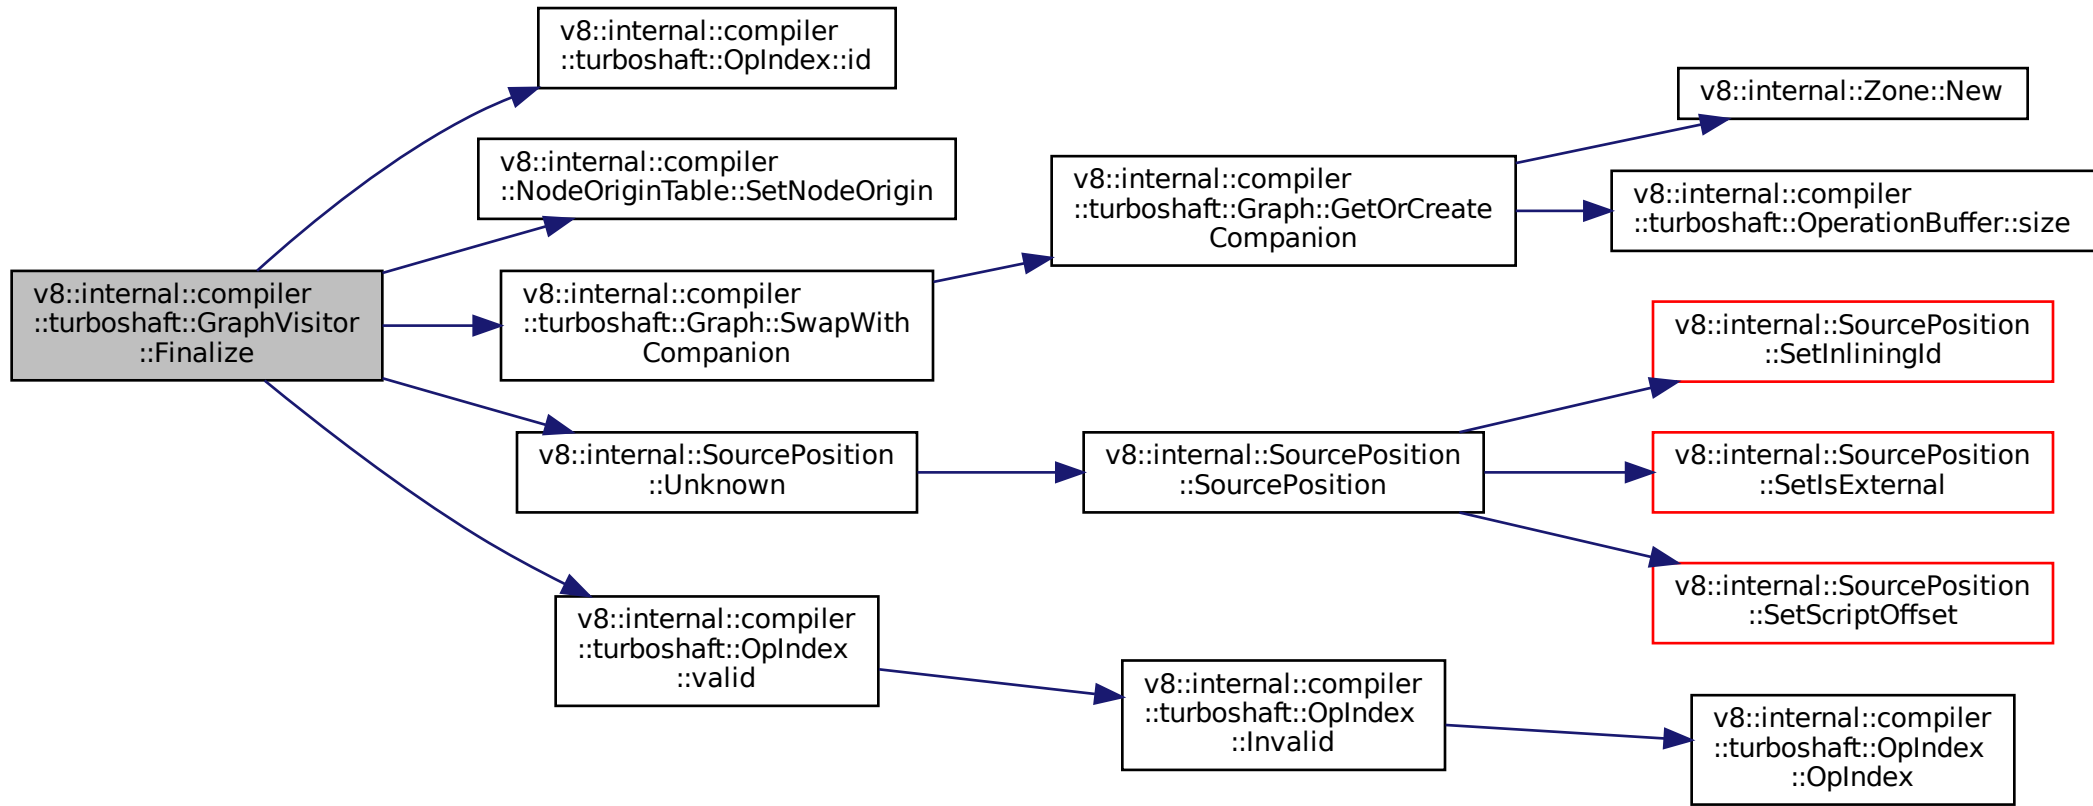 v8::internal::compiler
::turboshaft::GraphVisitor
::Finalize
v8::internal::compiler
::turboshaft::OpIndex::id
v8::internal::compiler
::NodeOriginTable::SetNodeOrigin
v8::internal::compiler
::turboshaft::Graph::SwapWith
Companion
v8::internal::compiler
::turboshaft::Graph::GetOrCreate
Companion
v8::internal::Zone::New
v8::internal::compiler
::turboshaft::OperationBuffer::size
v8::internal::SourcePosition
::Unknown
v8::internal::SourcePosition
::SourcePosition
v8::internal::SourcePosition
::SetInliningId
v8::internal::SourcePosition
::SetIsExternal
v8::internal::SourcePosition
::SetScriptOffset
v8::internal::compiler
::turboshaft::OpIndex
::valid
v8::internal::compiler
::turboshaft::OpIndex
::Invalid
v8::internal::compiler
::turboshaft::OpIndex
::OpIndex